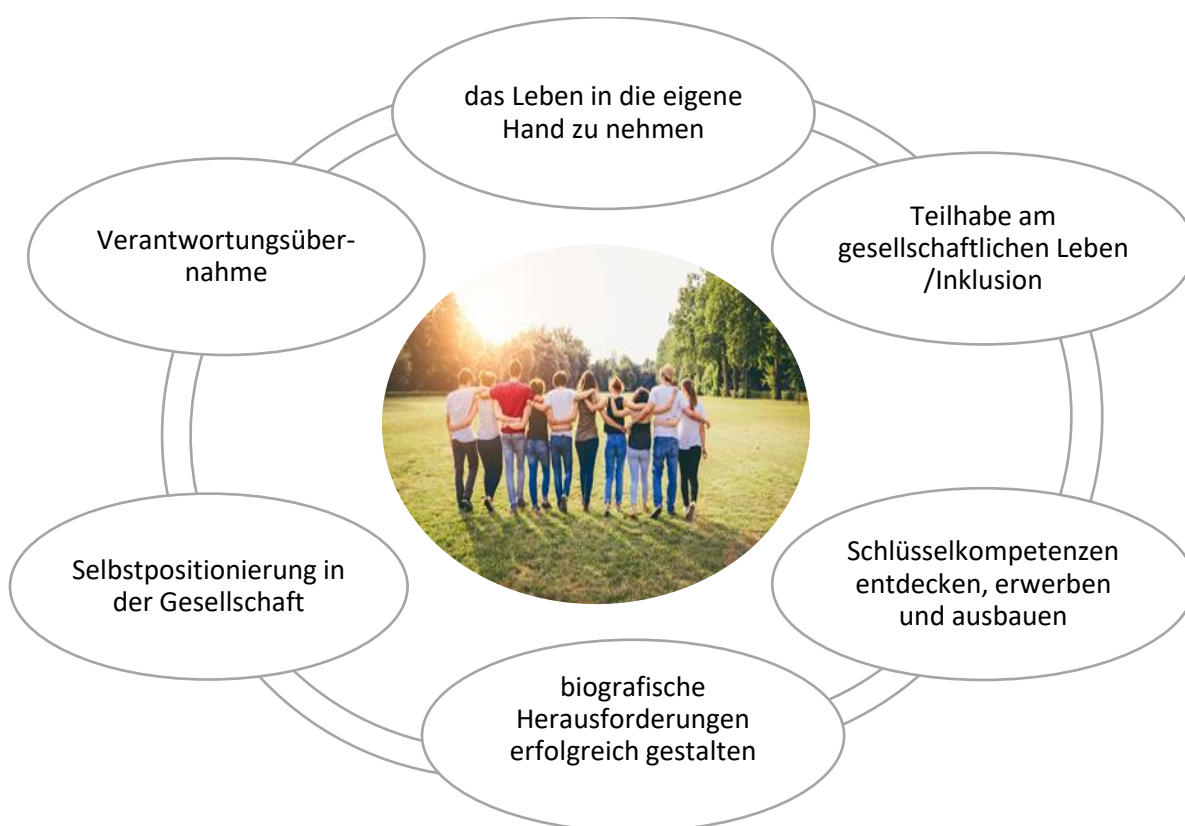 das Leben in die eigene
Hand zu nehmen
Teilhabe am
gesellschaftlichen Leben
/Inklusion
Schlüsselkompetenzen
entdecken, erwerben
und ausbauen
biografische
Herausforderungen
erfolgreich gestalten
Selbstpositionierung in
der Gesellschaft
Verantwortungsüber-
nahme